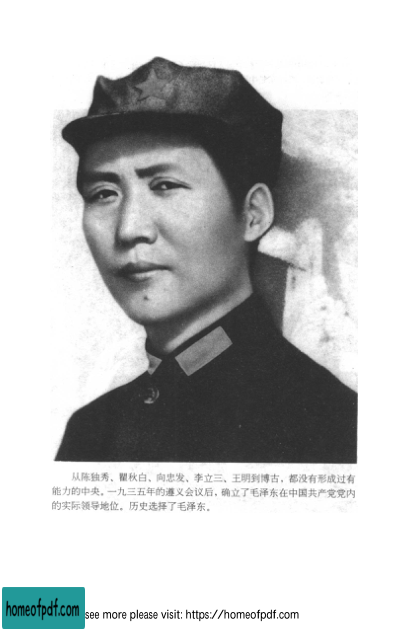 从陈独秀、瞿秋白、向忠发、李立三、王明到博古，都没有形成过有
能力的中央。一九三五年的遵义会议后，确立了毛泽东在中国共产党党内
的实际领导地位。历史选择了毛泽东。
homeofpdf.com
see more please visit: https://homeofpdf.com